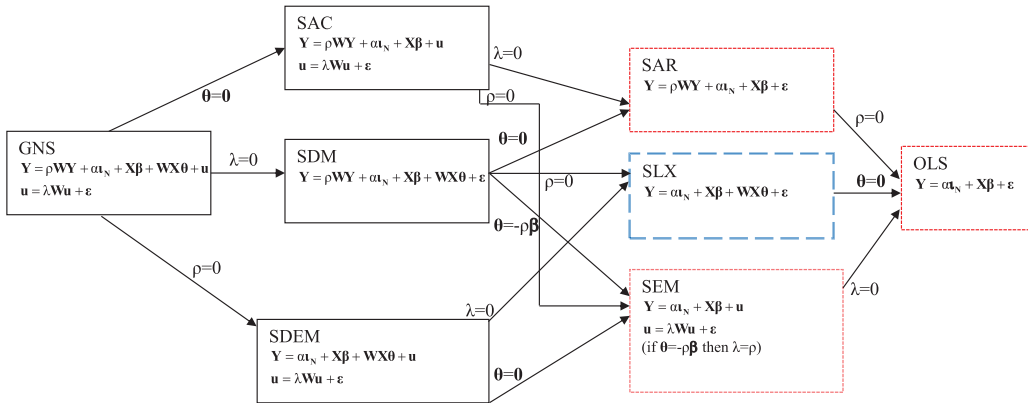 SAC
Y = ρWY + αι_N + Xβ + u
u = λWu + ε
λ=0
SAR
Y = ρWY + αι_N + Xβ + ε
ρ=0
θ=0
ρ=0
θ=0
GNS
Y = ρWY + αι_N + Xβ + WXθ + u
u = λWu + ε
λ=0
SDM
Y = ρWY + αι_N + Xβ + WXθ + ε
ρ=0
SLX
Y = αι_N + Xβ + WXθ + ε
θ=0
OLS
Y = αι_N + Xβ + ε
θ=-ρβ
ρ=0
λ=0
SEM
Y = αι_N + Xβ + u
u = λWu + ε
(if θ=-ρβ then λ=ρ)
λ=0
SDEM
Y = αι_N + Xβ + WXθ + u
u = λWu + ε
θ=0